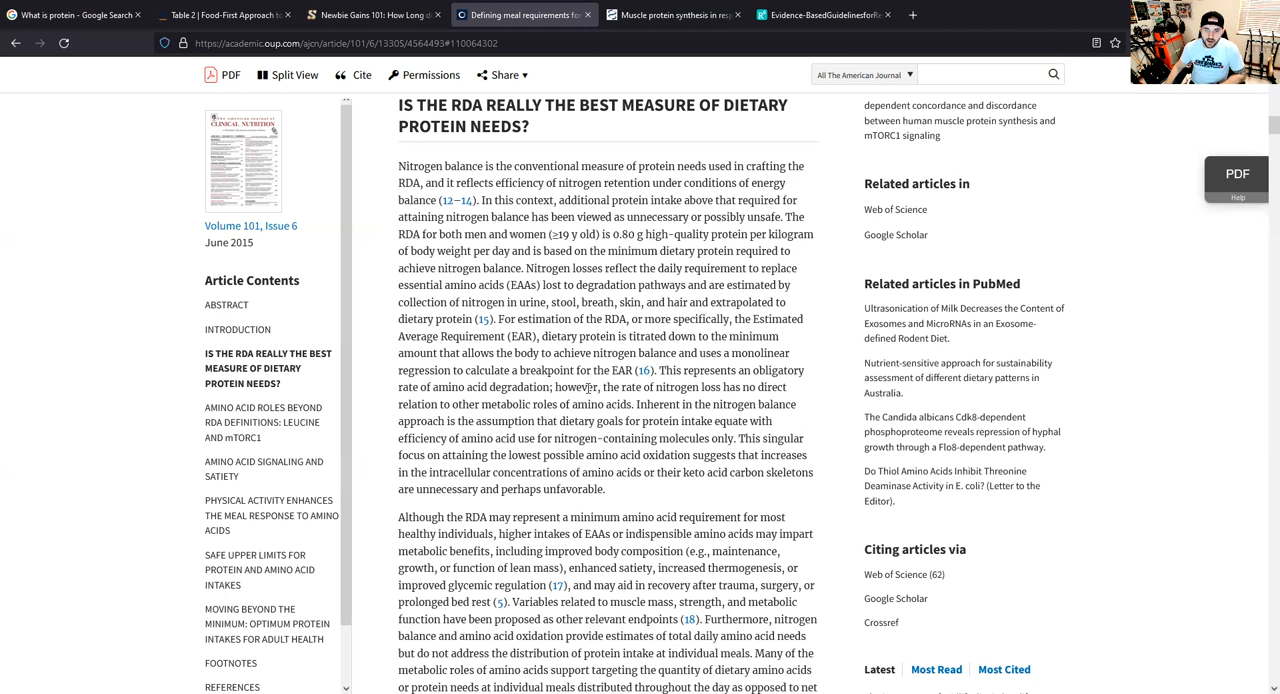 What is protein - Google Search
Table 2 | Food-First Approach to
Newbie Gains 101: Harnessing
Defining meal require
Evidence-Based
https://academic.oup.com/ajcn/article/101/6/1330S/4564493
PDF
Split View
Cite
Permissions
Share
All The American Journal
CLINICAL NUTRITION
Volume 101, Issue 6
June 2015
Article Contents
ABSTRACT
INTRODUCTION
IS THE RDA REALLY THE BEST
MEASURE OF DIETARY
PROTEIN NEEDS?
AMINO ACID ROLES BEYOND
RDA DEFINITIONS: LEUCINE
AND mTORC1
AMINO ACID SIGNALING AND
SATIETY
PHYSICAL ACTIVITY ENHANCES
THE MEAL RESPONSE TO AMINO
ACIDS
SAFE UPPER LIMITS FOR
PROTEIN AND AMINO ACID
INTAKES
MOVING BEYOND THE
MINIMUM: OPTIMUM PROTEIN
INTAKES FOR ADULT HEALTH
FOOTNOTES
REFERENCES
IS THE RDA REALLY THE BEST MEASURE OF DIETARY
PROTEIN NEEDS?
Nitrogen balance is the conventional measure of protein needs used in crafting the
RDA, and it reflects efficiency of nitrogen retention under conditions of energy
balance (12–14). In this view, additional protein intake above that required for
attaining nitrogen balance is often viewed as unnecessary or possibly unsafe. The
RDA for both men and women (≥19 y old) is 0.80 g high-quality protein per kilogram
of body weight per day and is based on the minimum dietary protein required to
achieve nitrogen balance. Nitrogen losses reflect the daily requirement to replace
essential amino acids (EAAs) lost to degradation pathways and are estimated by
collection of nitrogen in urine, stool, breath, skin, and hair and extrapolated to
dietary protein (15). For estimation of the RDA, or more specifically, the Estimated
Average Requirement (EAR), dietary protein is titrated down to the minimum
amount that allows the body to achieve nitrogen balance and uses a monolinear
regression to calculate a breakpoint for the EAR (16). This represents an obligatory
rate of amino acid degradation; however, the rate of nitrogen loss has no direct
relation to other metabolic roles of amino acids. Inherent in the nitrogen balance
approach is the assumption that dietary goals for protein intake equate with
efficiency of amino acid use for nitrogen-containing molecules only. This singular
focus on attaining the lowest possible amino acid oxidation suggests that increases
in the intracellular concentrations of amino acids or their keto acid carbon skeletons
are unnecessary and perhaps unfavorable.
Although the RDA may represent a minimum amino acid requirement for most
healthy individuals, higher intakes of EAAs or indispensible amino acids may impart
metabolic benefits, including improved body composition (e.g., maintenance,
growth, or function of lean mass), enhanced satiety, increased thermogenesis, or
improved glycemic regulation (17), and may aid in recovery after trauma, surgery, or
prolonged bed rest (5). Variables related to muscle mass, strength, and metabolic
function have been proposed as other relevant endpoints (18). Furthermore, nitrogen
balance and amino acid oxidation provide estimates of total daily amino acid needs
but do not address the distribution of protein intake at individual meals. Many of the
metabolic roles of amino acids support targeting the quantity of dietary amino acids
dependent concordance and discordance
between human muscle protein synthesis and
mTORC1 signaling
Related articles in
Web of Science
Google Scholar
Related articles in PubMed
Ultrasonication of Milk Decreases the Content of
Exosomes and MicroRNAs in an Exosome-
defined Rodent Diet.
Nutrient-sensitive approach for sustainability
assessment of different dietary patterns in
Australia.
The Candida albicans Cdk8-dependent
phosphoproteome reveals repression of hyphal
growth through a Flo8-dependent pathway.
Do Thiol Amino Acids Inhibit Threonine
Deaminase Activity in E. coli? (Letter to the
Editor).
Citing articles via
Web of Science (62)
Google Scholar
Crossref
Latest
Most Read
Most Cited
PDF
Help